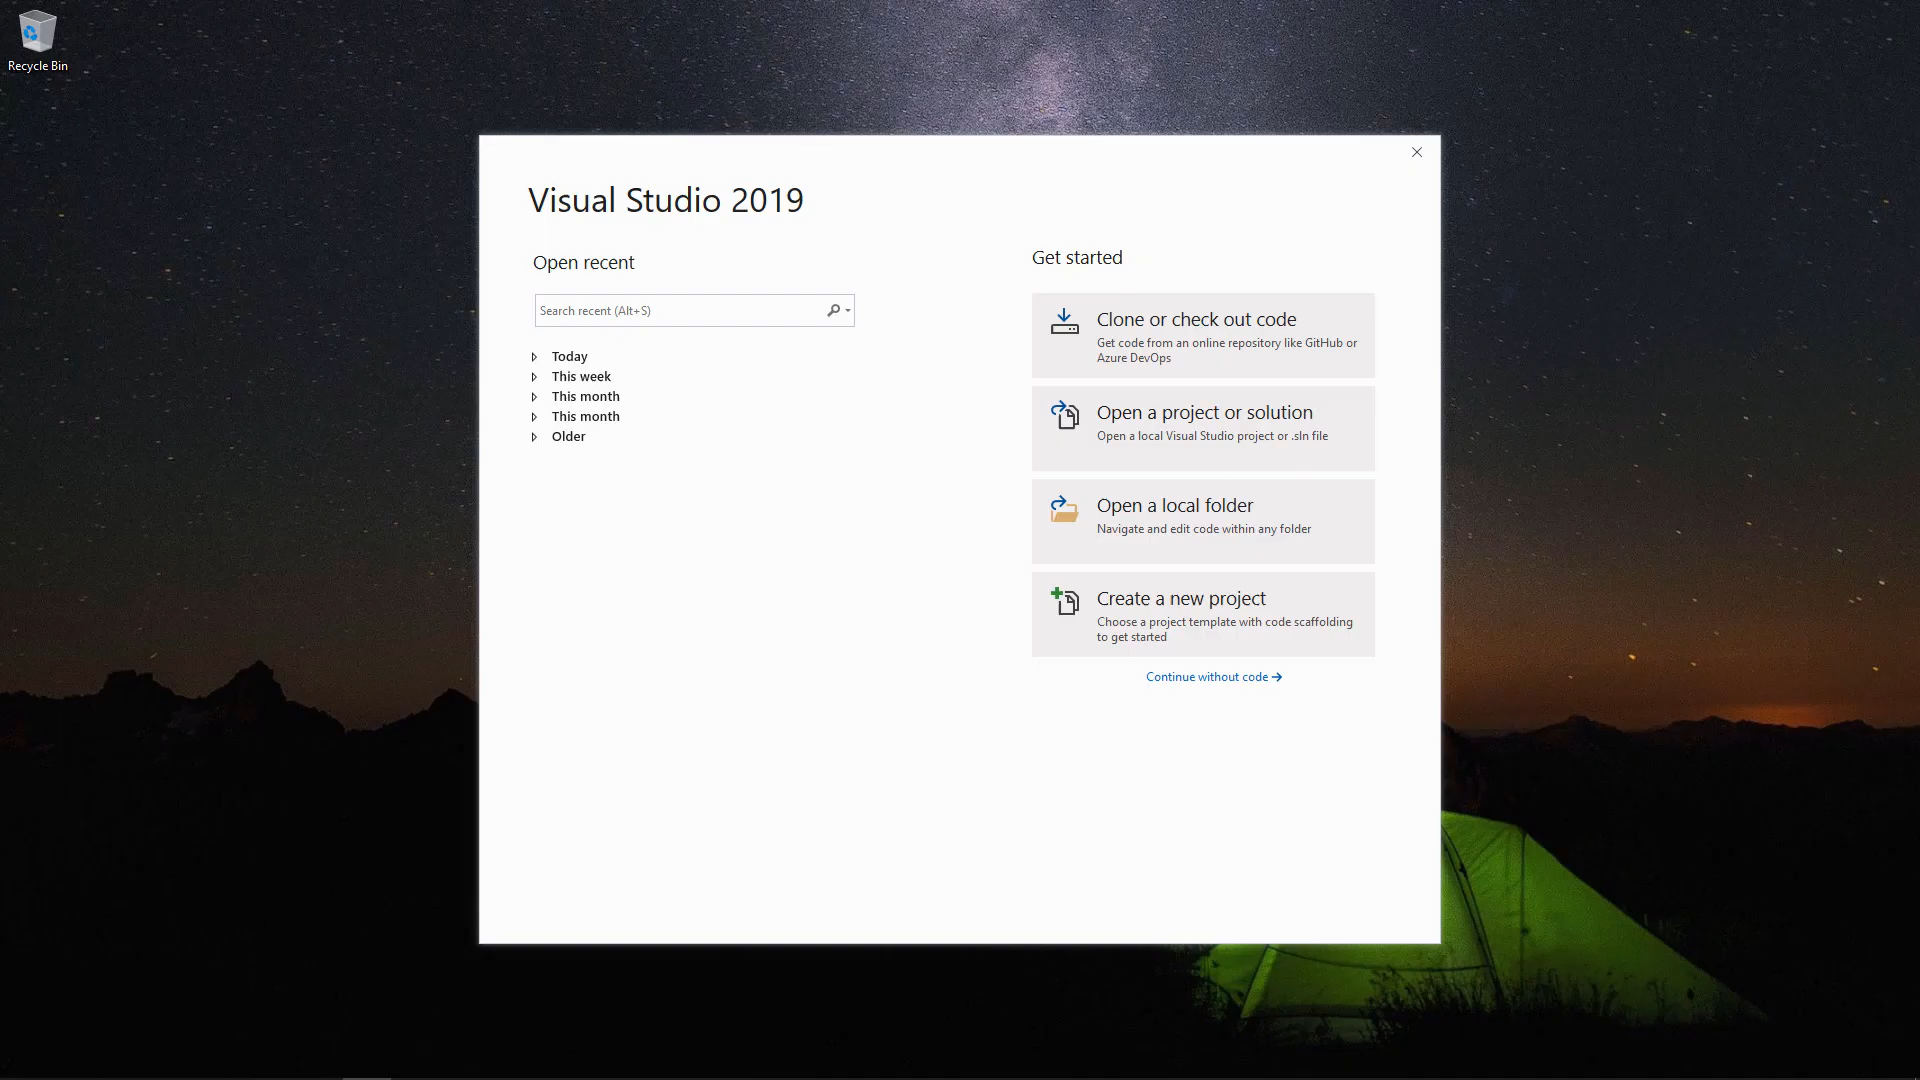 Recycle Bin
Visual Studio 2019
Open recent
Search recent (Alt+S)
Today
This week
This month
This month
Older
Get started
Clone or check out code
Get code from an online repository like GitHub or
Azure DevOps
Open a project or solution
Open a local Visual Studio project or .sln file
Open a local folder
Navigate and edit code within any folder
Create a new project
Choose a project template with code scaffolding
to get started
Continue without code